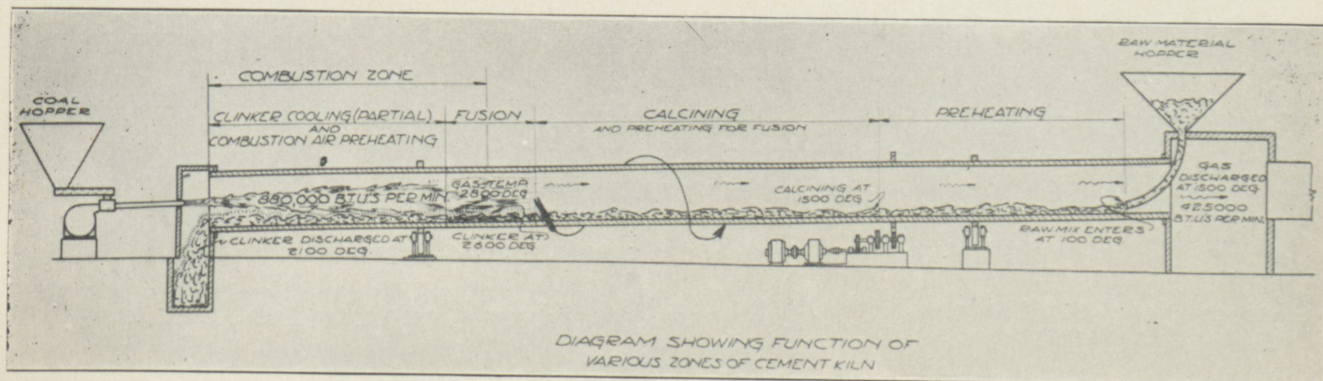 RAW MATERIAL
HOPPER
COMBUSTION ZONE
COAL
HOPPER
CLINKER COOLING (PARTIAL)
AND
COMBUSTION AIR PREHEATING
FUSION
CALCINING
AND PREHEATING FOR FUSION
PREHEATING
GAS
DISCHARGED
AT 1500 DEG.
425000
B.T.U'S PER MIN.
880,000 B.T.U'S PER MIN.
GAS TEMP.
2800 DEG
CALCINING AT
1500 DEG
CLINKER DISCHARGED AT
2100 DEG.
CLINKER AT
2600 DEG
RAW MIX ENTERS
AT 100 DEG
DIAGRAM SHOWING FUNCTION OF
VARIOUS ZONES OF CEMENT KILN